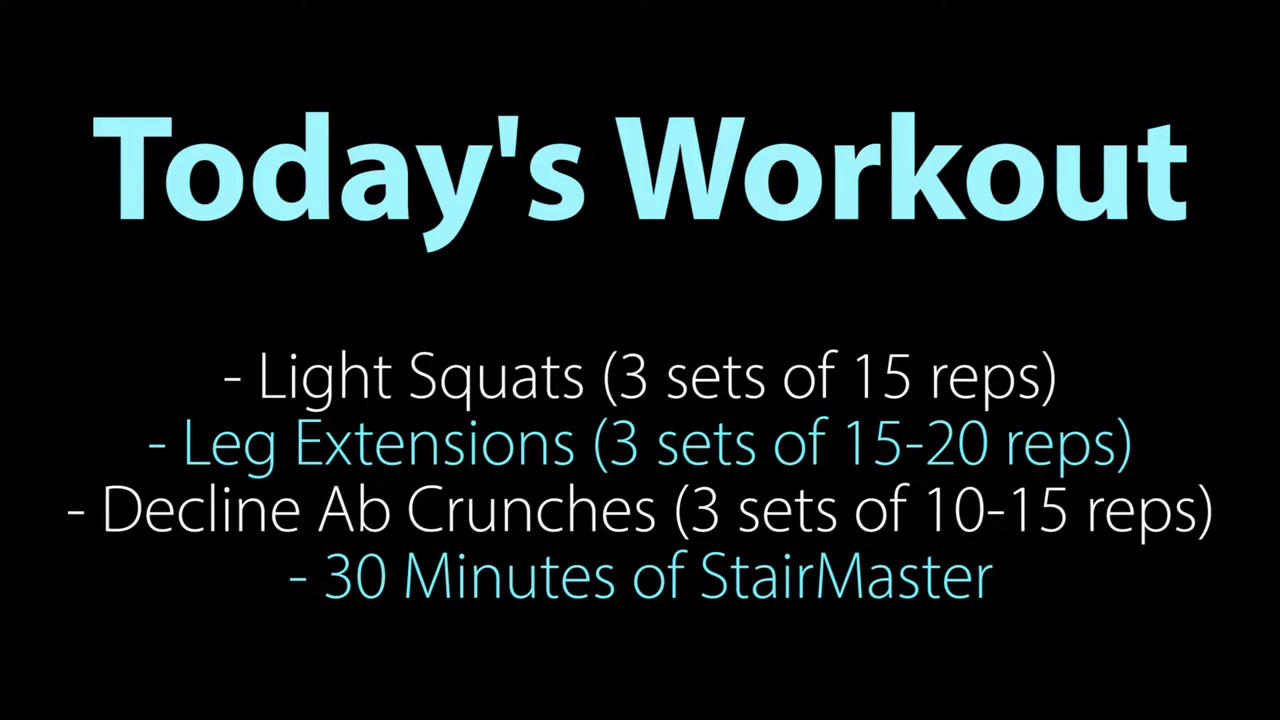 Today's Workout
- Light Squats (3 sets of 15 reps)
- Leg Extensions (3 sets of 15-20 reps)
- Decline Ab Crunches (3 sets of 10-15 reps)
- 30 Minutes of StairMaster